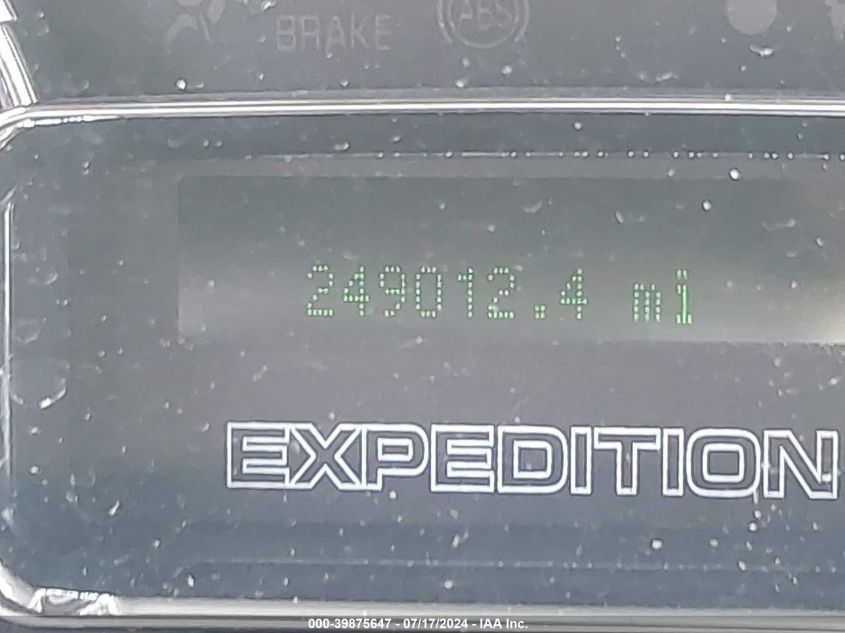 BRAKE ABS
249012.4 mi
EXPEDITION
000-39875647 - 07/17/2024 - IAA Inc.